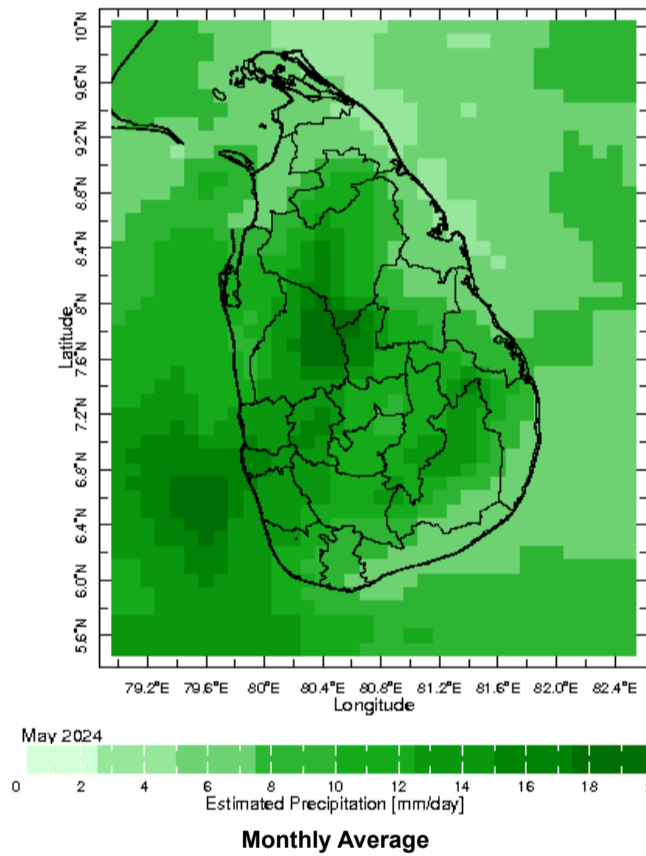 10°N
9.6°N
9.2°N
8.8°N
8.4°N
8°N
7.6°N
7.2°N
6.8°N
6.4°N
6.0°N
5.6°N
Latitude
79.2°E 79.6°E 80°E 80.4°E 80.8°E 81.2°E 81.6°E 82.0°E 82.4°E
Longitude
May 2024
0 2 4 6 8 10 12 14 16 18
Estimated Precipitation [mm/day]
Monthly Average